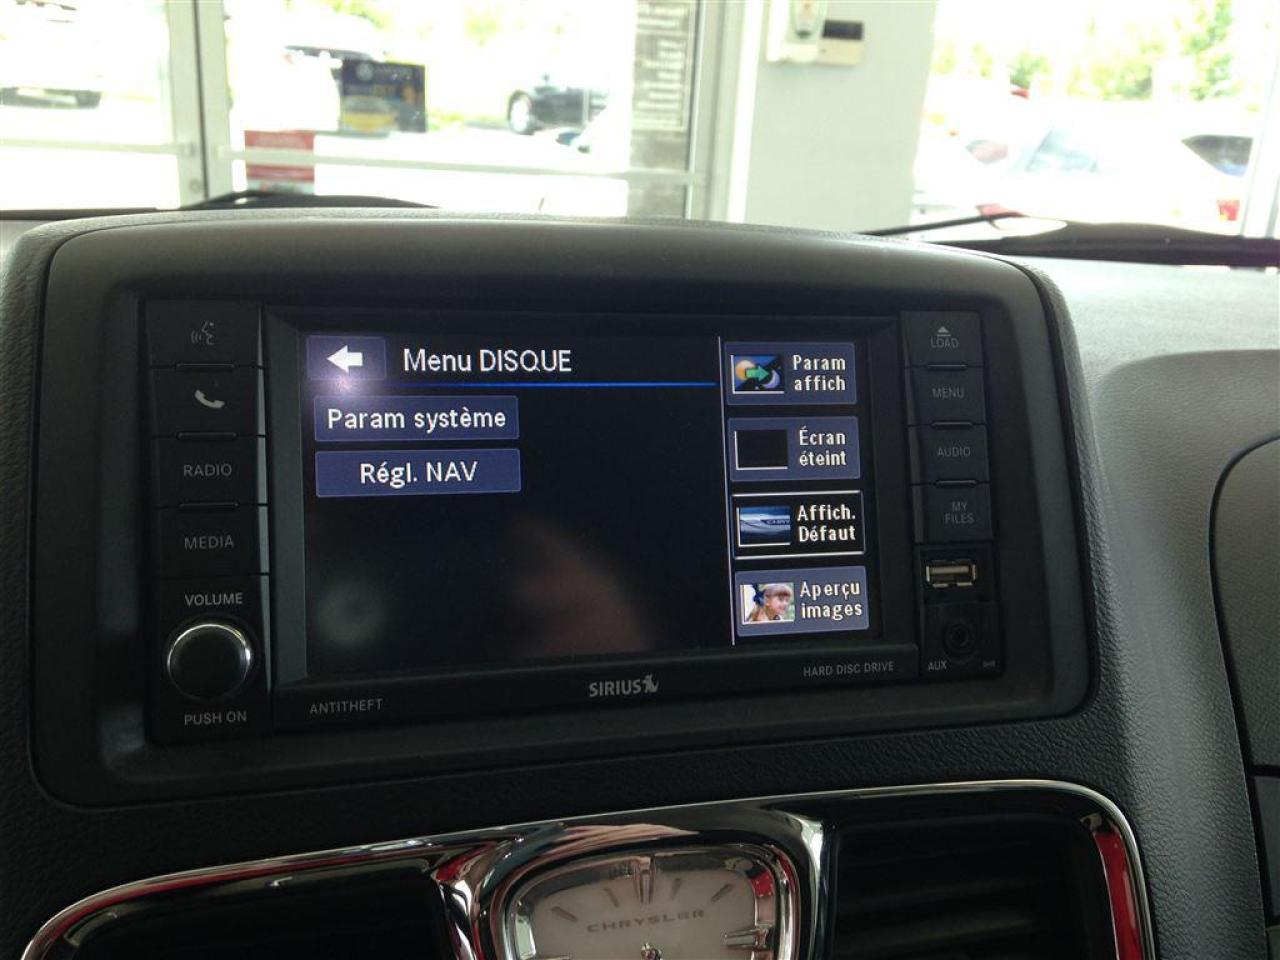 Menu DISQUE
Param système
Régl. NAV
Param
affich
Écran
éteint
Affich.
Défaut
Aperçu
images
RADIO
MEDIA
VOLUME
PUSH ON
LOAD
MENU
AUDIO
MY
FILES
AUX
ANTITHEFT
SIRIUS
HARD DISC DRIVE
CHRYSLER